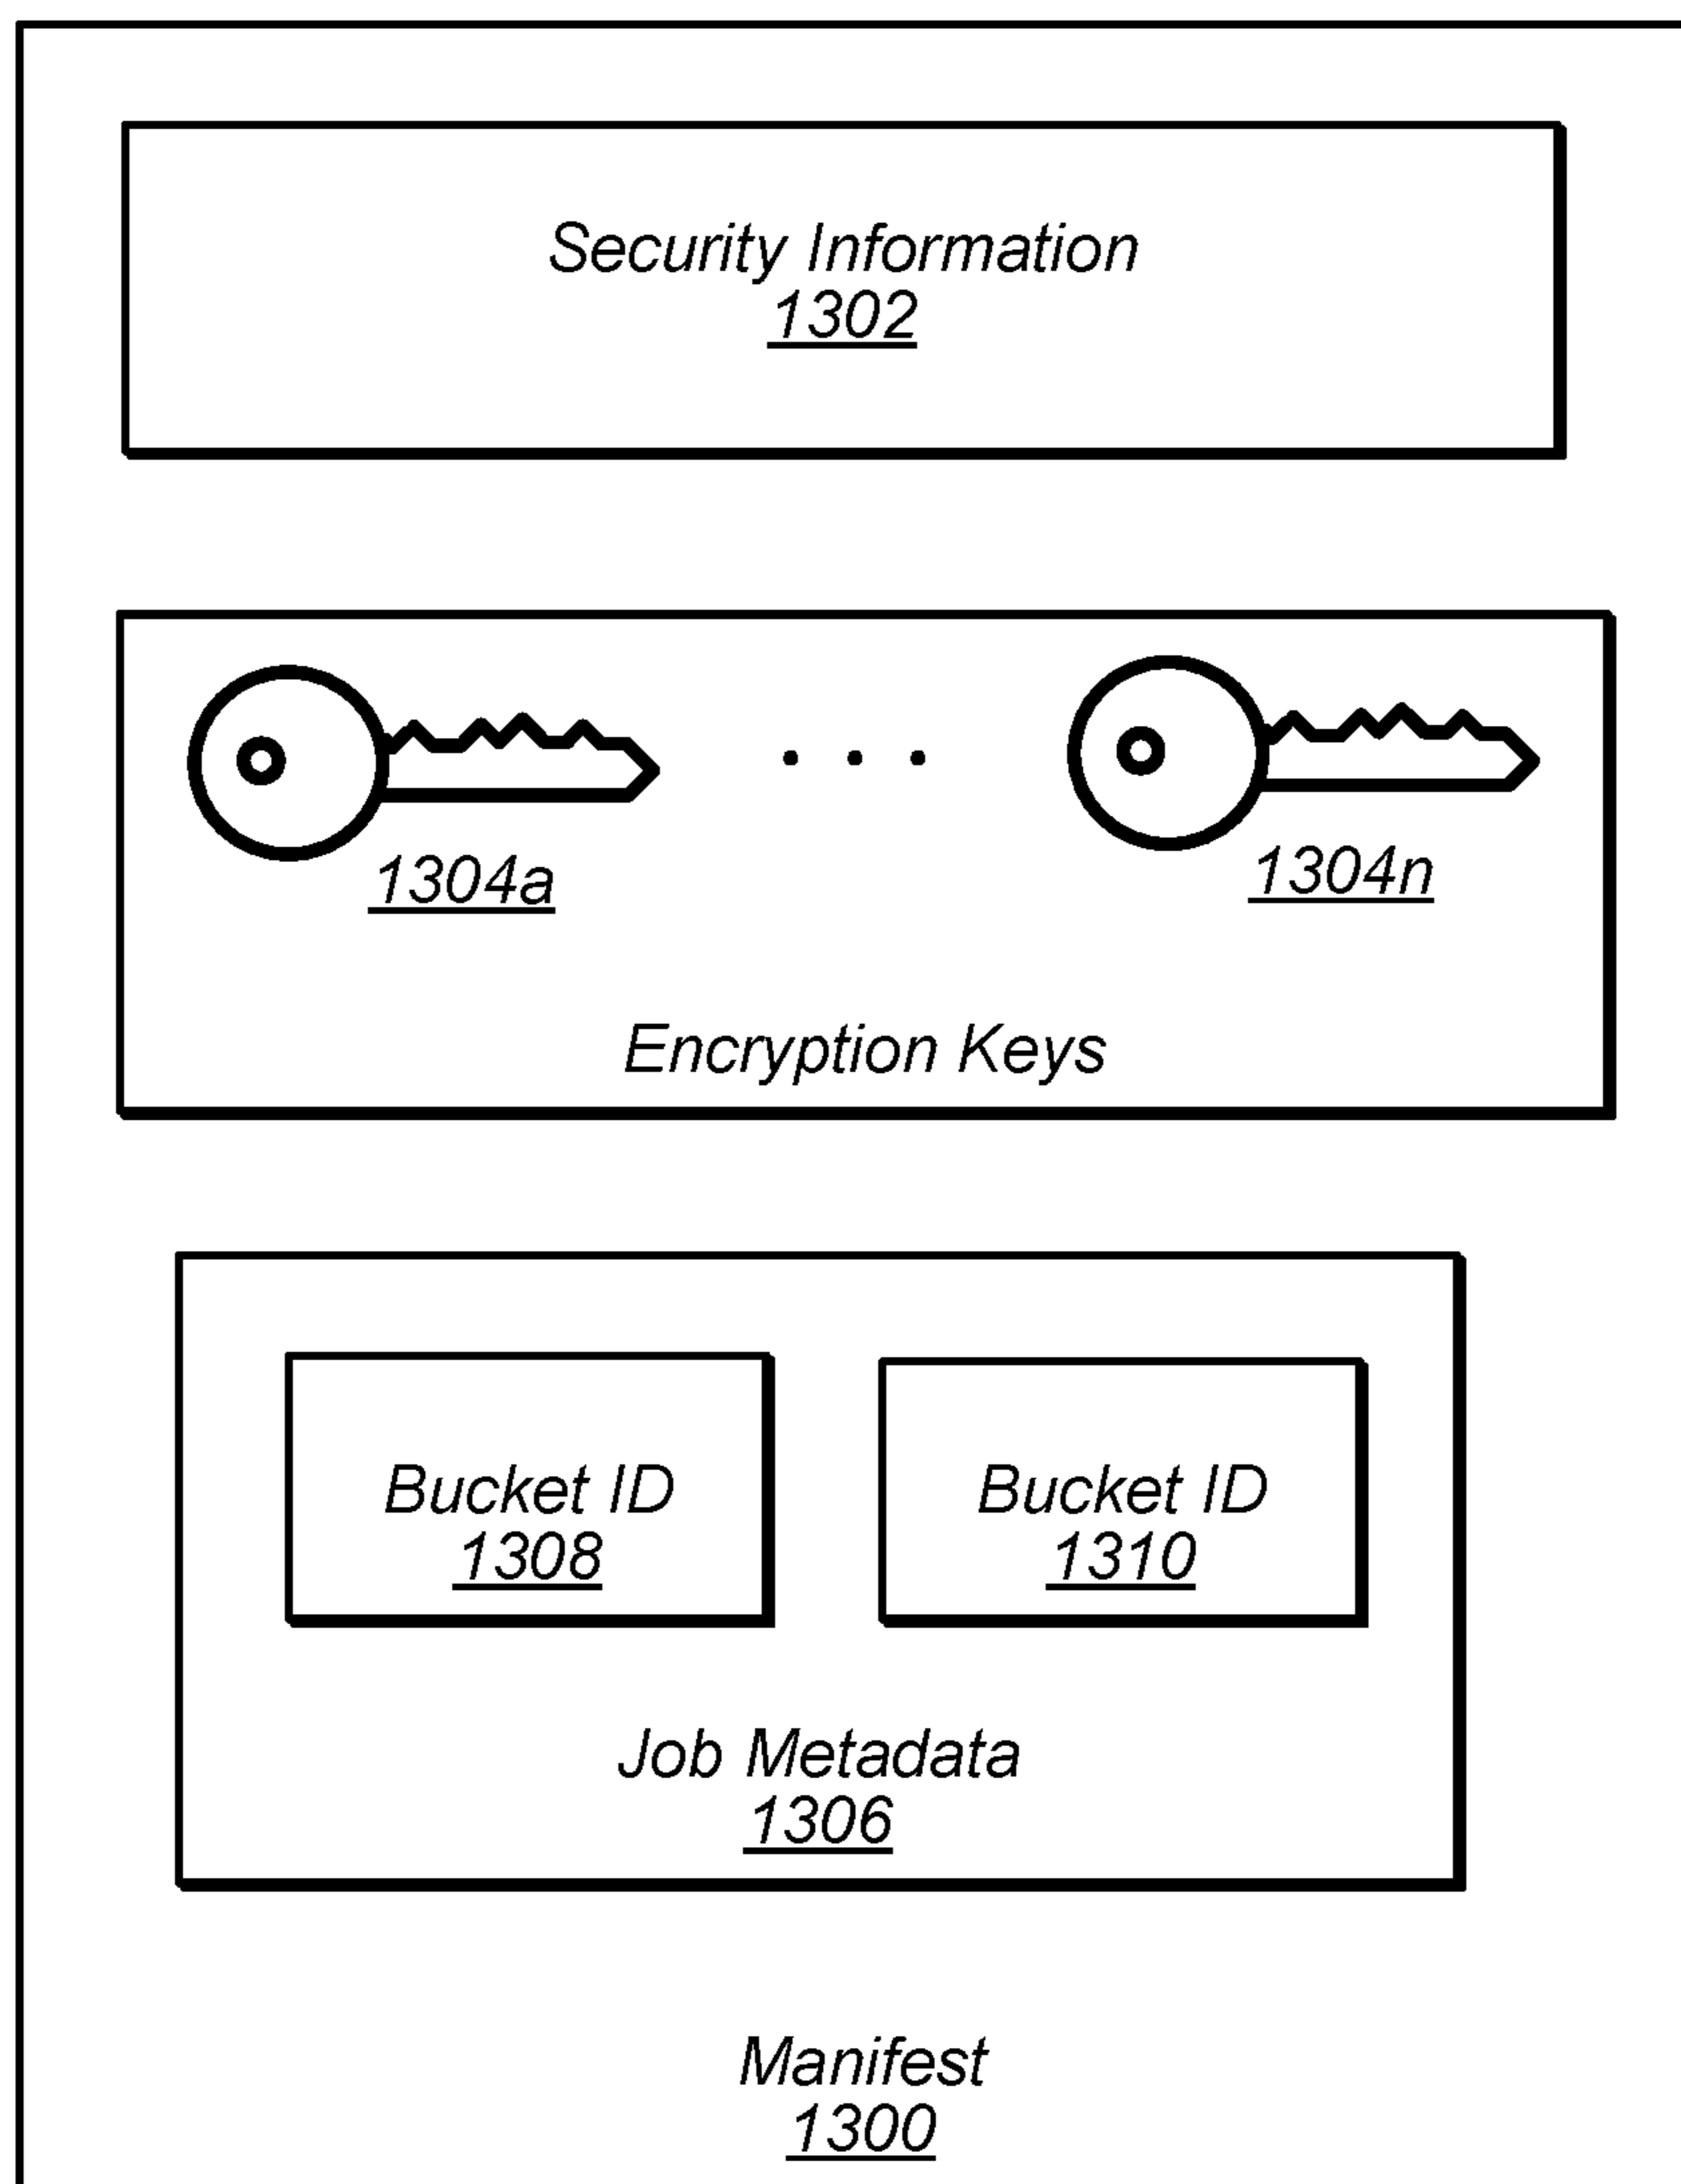 Security Information
1302
1304a
1304n
Encryption Keys
Bucket ID
1308
Bucket ID
1310
Job Metadata
1306
Manifest
1300